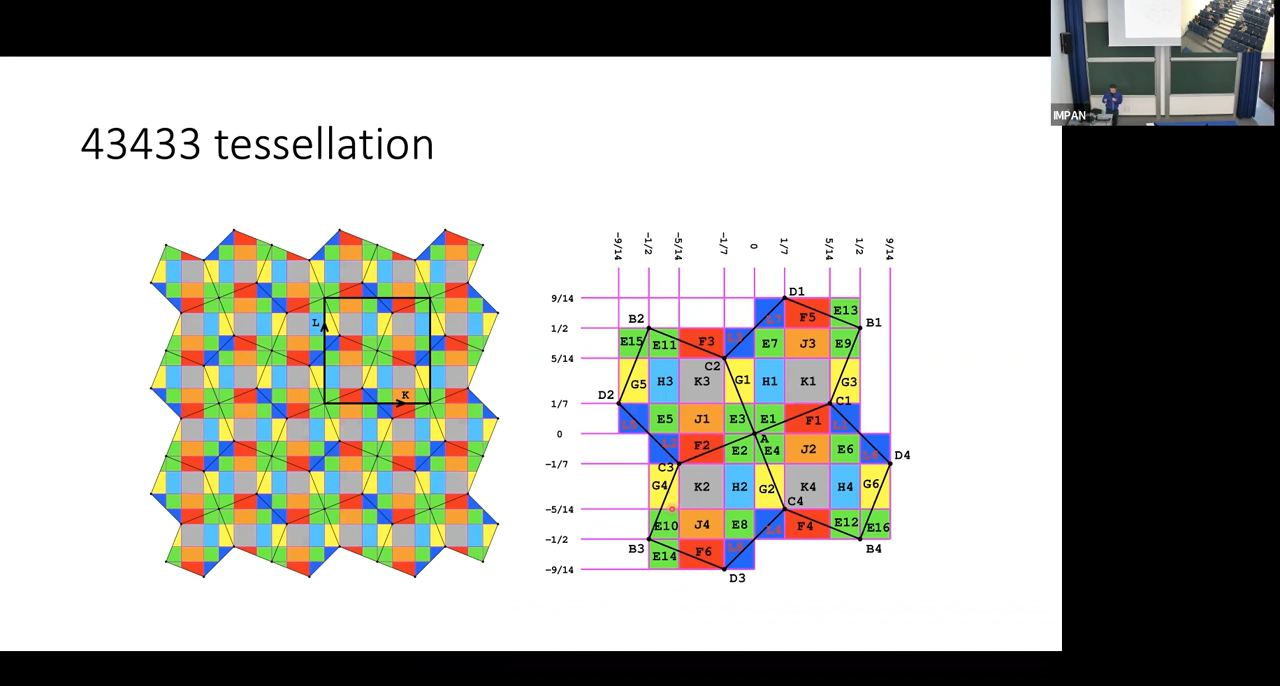 IMPAN
43433 tessellation
L
K
-9/14 -1/2 -5/14 -1/7 0 1/7 5/14 1/2 9/14
9/14
1/2
5/14
1/7
0
-1/7
-5/14
-1/2
-9/14
D1
F5 E13
B2 B1
E15 E11 F3 E7 J3 E9
C2
G5 H3 K3 G1 H1 K1 G3
D2 C1
E5 J1 E3 E1 F1
A
F2 E2 E4 J2 E6
C3 D4
G4 K2 H2 G2 K4 H4 G6
C4
E10 J4 E8 F4 E12 E16
B3 B4
E14 F6
D3